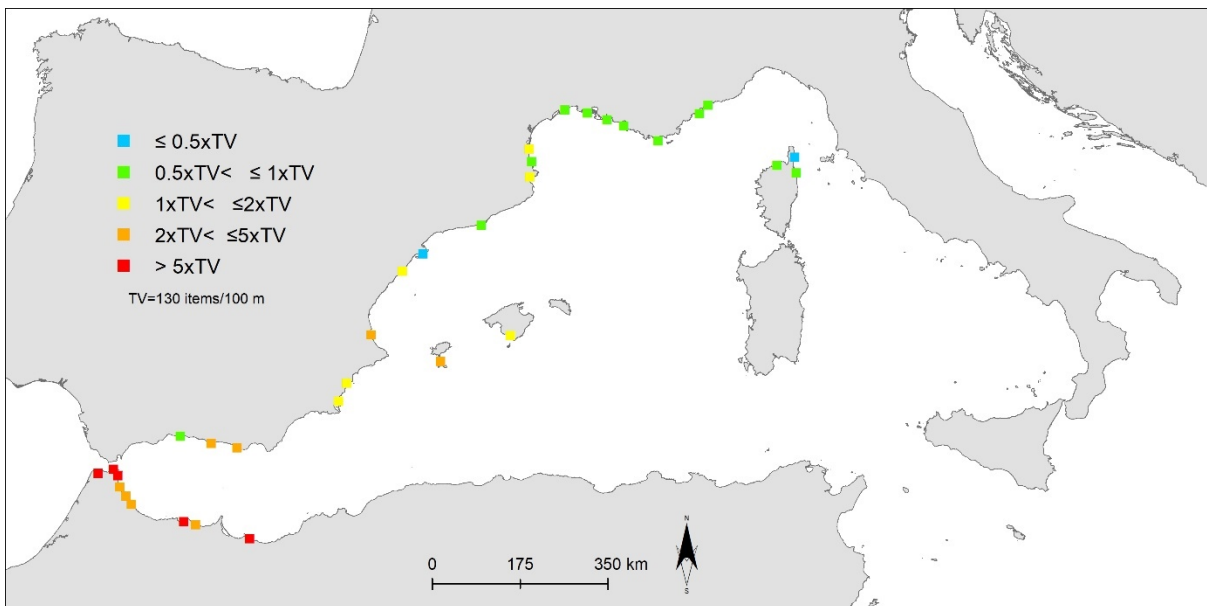 ≤ 0.5xTV
0.5xTV< ≤ 1xTV
1xTV< ≤2xTV
2xTV< ≤5xTV
> 5xTV
TV=130 items/100 m
N
S
0 175 350 km